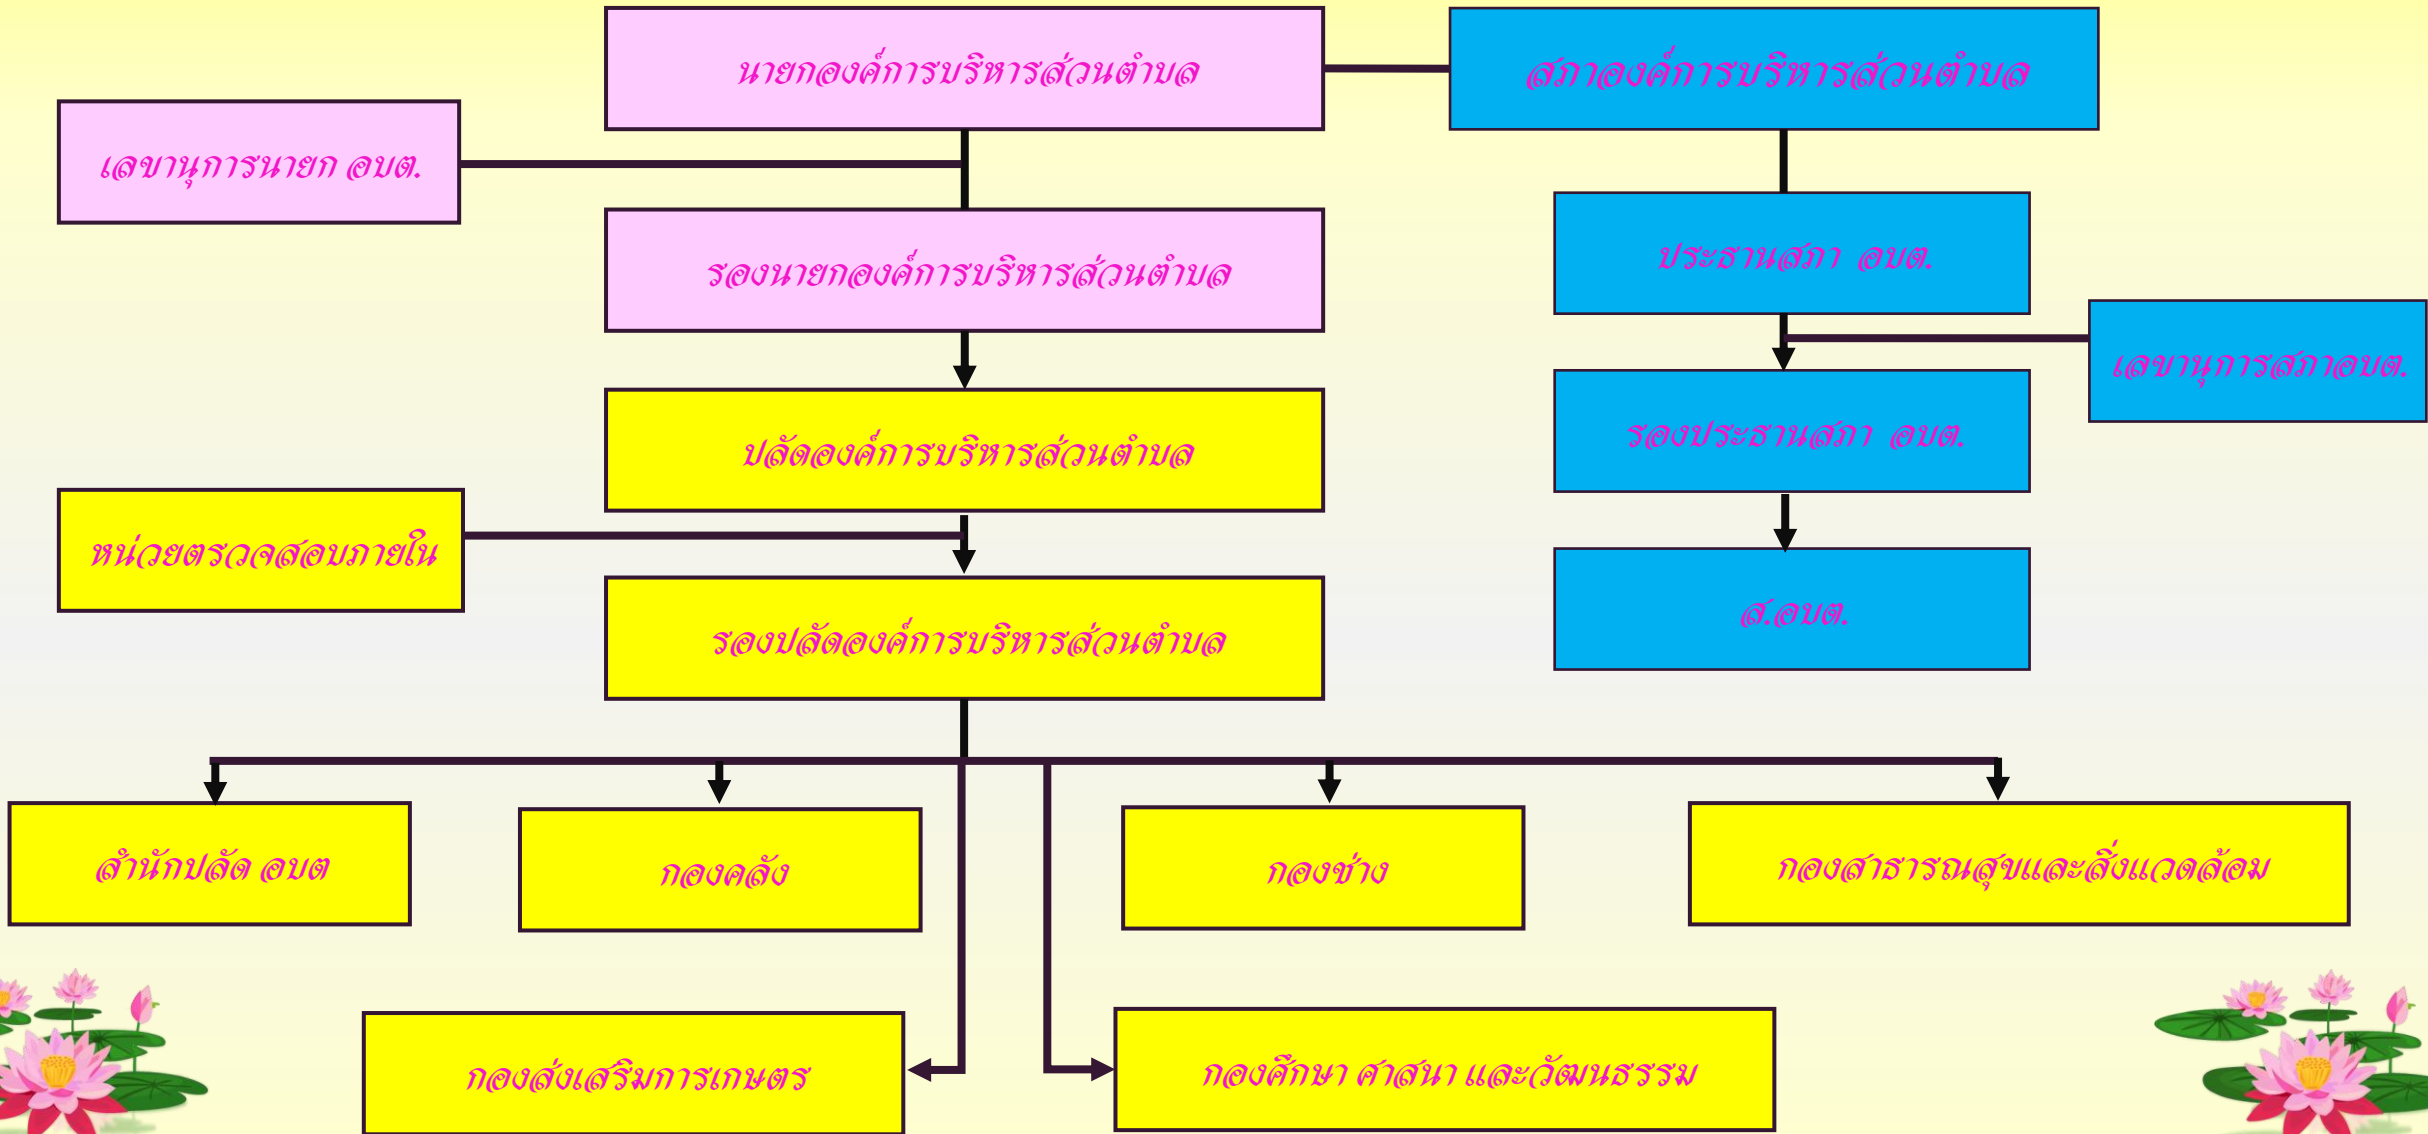 นายกองค์การบริหารส่วนตำบล
สภาองค์การบริหารส่วนตำบล
เลขานุการนายก อบต.
รองนายกองค์การบริหารส่วนตำบล
ประธานสภา อบต.
เลขานุการสภาอบต.
ปลัดองค์การบริหารส่วนตำบล
รองประธานสภา อบต.
หน่วยตรวจสอบภายใน
รองปลัดองค์การบริหารส่วนตำบล
ส.อบต.
สำนักปลัด อบต
กองคลัง
กองช่าง
กองสาธารณสุขและสิ่งแวดล้อม
กองส่งเสริมการเกษตร
กองศึกษา ศาสนา และวัฒนธรรม